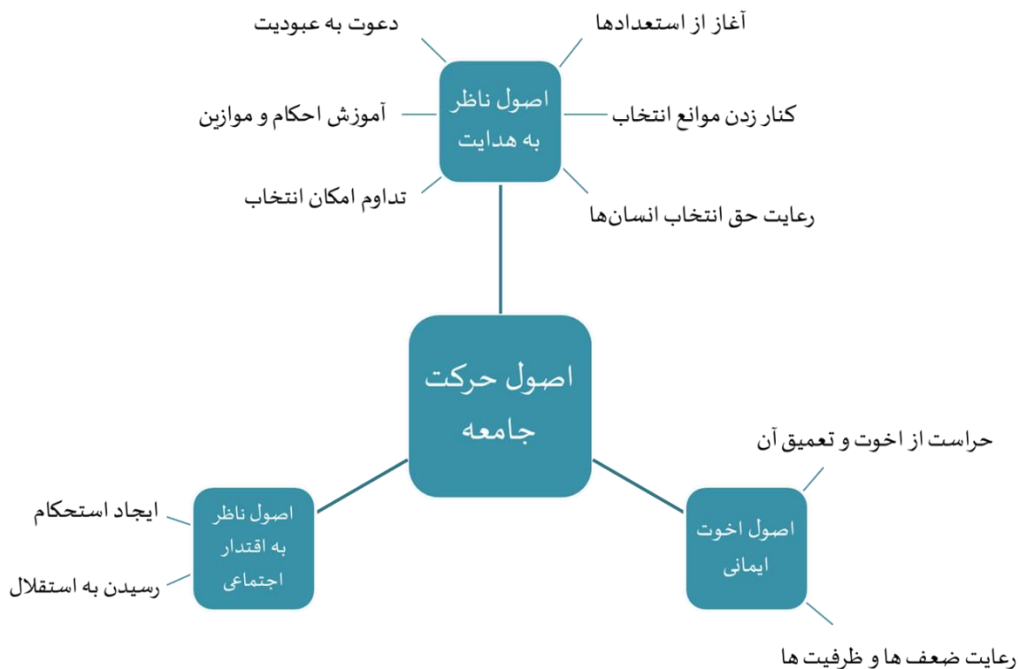 آغاز از استعدادها
دعوت به عبودیت
اصول ناظر
به هدایت
کنار زدن موانع انتخاب
آموزش احکام و موازین
رعایت حق انتخاب انسان‌ها
تداوم امکان انتخاب
اصول حرکت
جامعه
حراست از اخوت و تعمیق آن
اصول اخوت
ایمانی
رعایت ضعف ها و ظرفیت ها
اصول ناظر
به اقتدار
اجتماعی
ایجاد استحکام
رسیدن به استقلال